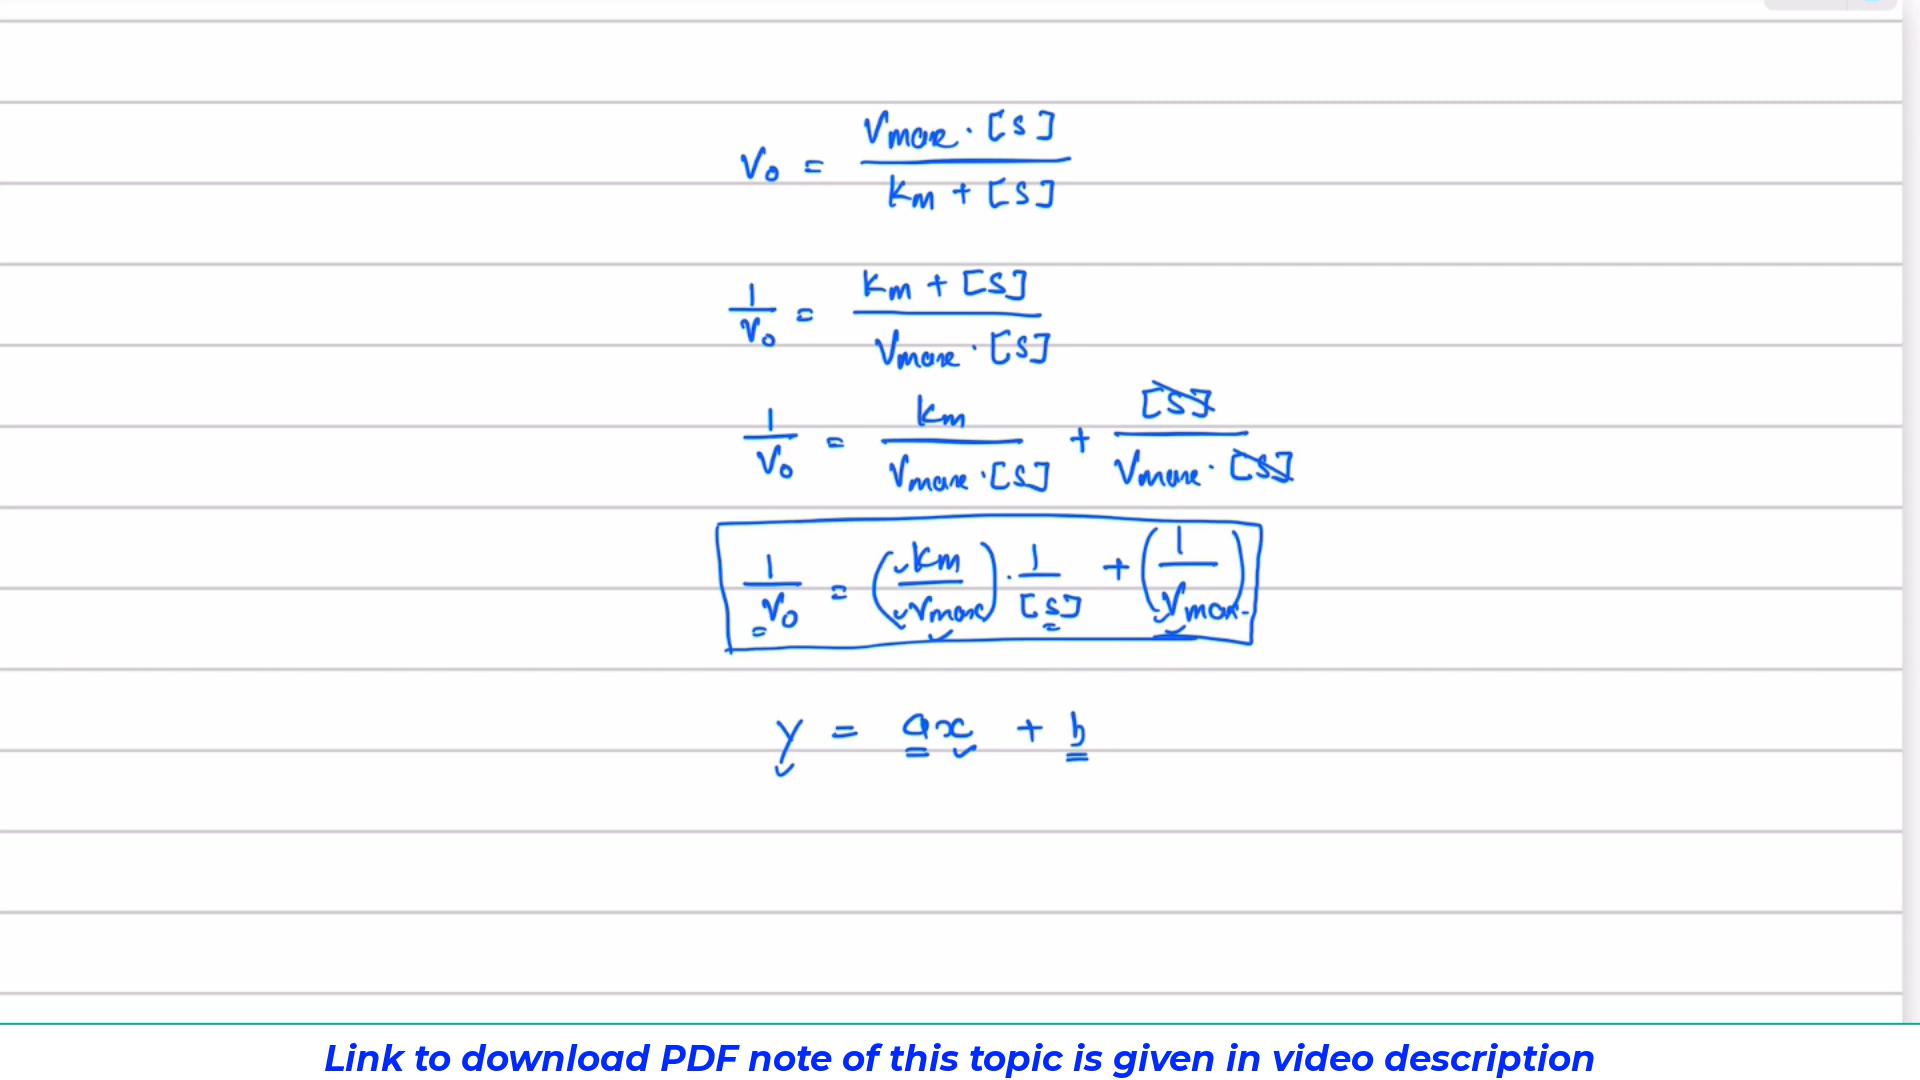 V₀ = Vmax · [S] / Km + [S]
1/V₀ = Km + [S] / Vmax · [S]
1/V₀ = Km / Vmax · [S] + [S] / Vmax · [S]
1/V₀ = (Km/Vmax) · 1/[S] + (1/Vmax)
y = ax + b
Link to download PDF note of this topic is given in video description